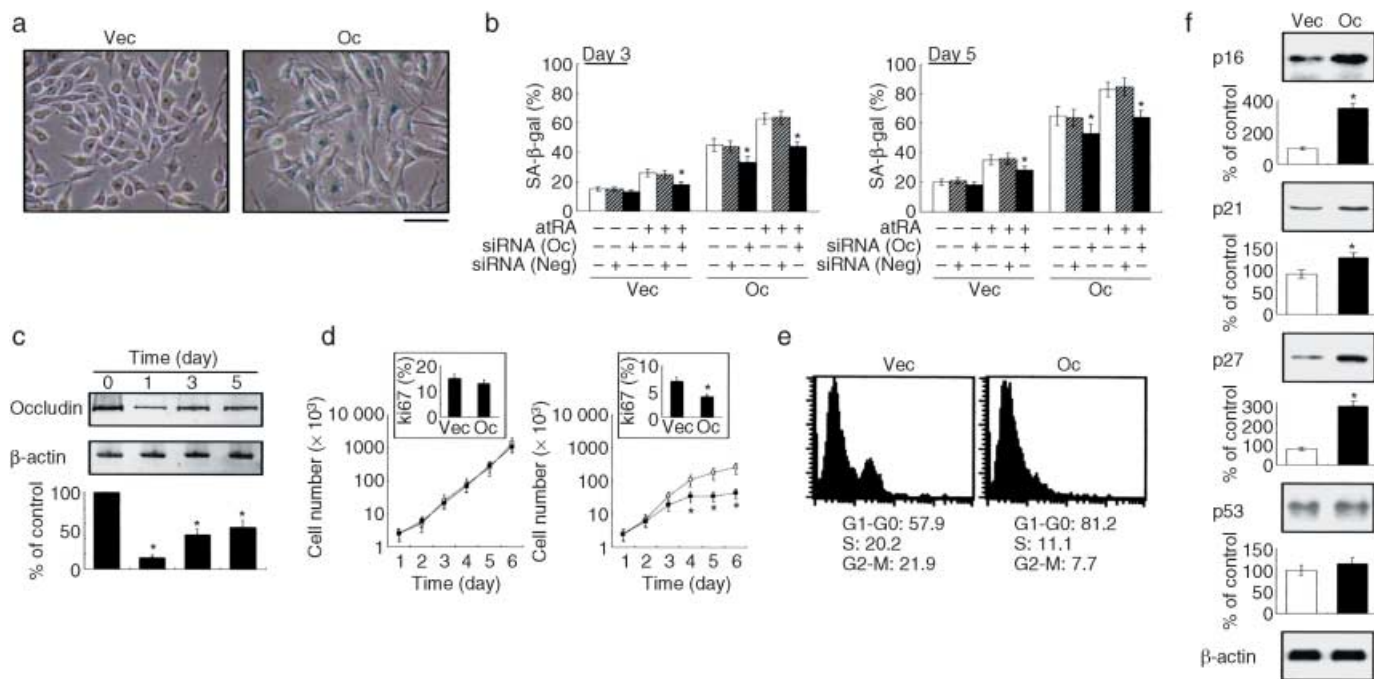 a
Vec
Oc
b
Day 3
SA-β-gal (%)
100
80
60
40
20
0
* * *
atRA – – – + + + – – – + + +
siRNA (Oc) – – + – – + – – + – – +
siRNA (Neg) – + – – + – – + – – + –
Vec
Oc
Day 5
SA-β-gal (%)
100
80
60
40
20
0
* * *
atRA – – – + + + – – – + + +
siRNA (Oc) – – + – – + – – + – – +
siRNA (Neg) – + – – + – – + – – + –
Vec
Oc
c
Time (day)
0 1 3 5
Occludin
β-actin
% of control
100
50
0
* * *
d
ki67 (%)
20
15
10
5
0
Vec Oc
Cell number (× 10³)
10 000
1000
100
10
1
1 2 3 4 5 6
Time (day)
ki67 (%)
10
5
0
*
Vec Oc
Cell number (× 10³)
10 000
1000
100
10
1
* * *
1 2 3 4 5 6
Time (day)
e
Vec
G1-G0: 57.9
S: 20.2
G2-M: 21.9
Oc
G1-G0: 81.2
S: 11.1
G2-M: 7.7
f
Vec Oc
p16
% of control
400
200
0
*
p21
% of control
150
100
50
0
*
p27
% of control
300
200
100
0
*
p53
% of control
150
100
50
0
β-actin